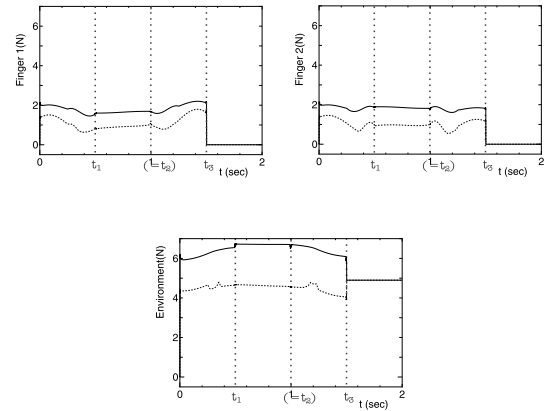 6
4
2
0
Finger 1(N)
0 t₁ (1=t₂) t₃ 2
t (sec)
6
4
2
0
Finger 2(N)
0 t₁ (1=t₂) t₃ 2
t (sec)
6
4
2
0
Environment(N)
0 t₁ (1=t₂) t₃ 2
t (sec)